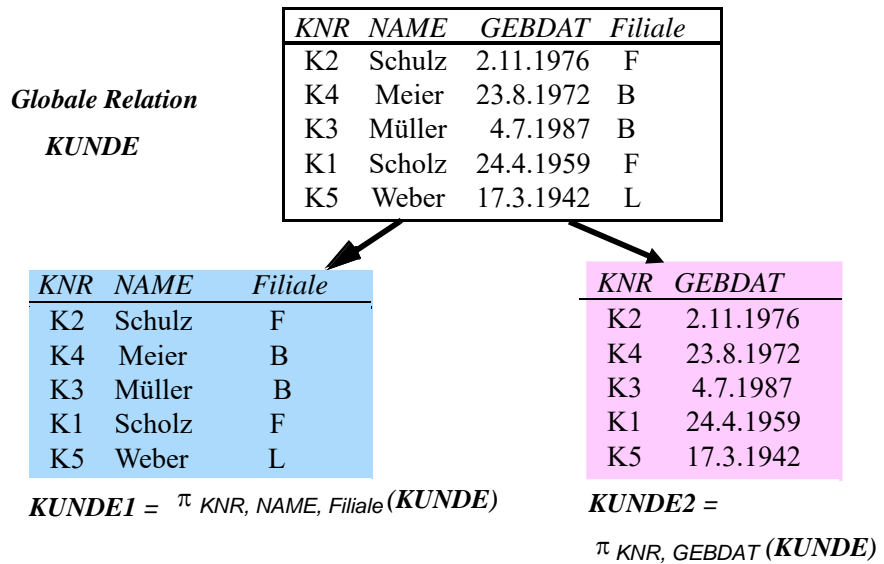 KNR NAME GEBDAT Filiale
K2 Schulz 2.11.1976 F
K4 Meier 23.8.1972 B
K3 Müller 4.7.1987 B
K1 Scholz 24.4.1959 F
K5 Weber 17.3.1942 L
Globale Relation
KUNDE
KNR NAME Filiale
K2 Schulz F
K4 Meier B
K3 Müller B
K1 Scholz F
K5 Weber L
KUNDE1 = π KNR, NAME, Filiale (KUNDE)
KNR GEBDAT
K2 2.11.1976
K4 23.8.1972
K3 4.7.1987
K1 24.4.1959
K5 17.3.1942
KUNDE2 =
π KNR, GEBDAT (KUNDE)